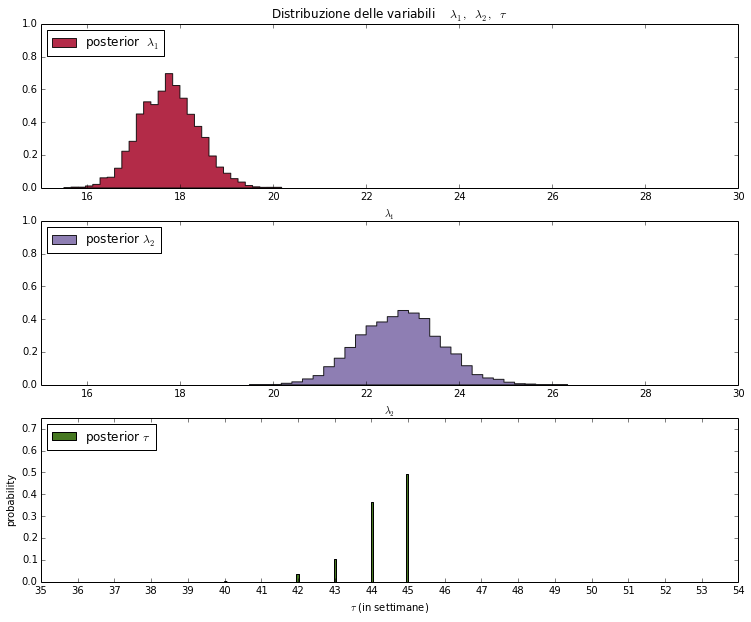 Distribuzione delle variabili λ₁, λ₂, τ
1.0
0.8
0.6
0.4
0.2
0.0
posterior λ₁
16 18 20 22 24 26 28 30
λ₁
1.0
0.8
0.6
0.4
0.2
0.0
posterior λ₂
16 18 20 22 24 26 28 30
λ₂
0.7
0.6
0.5
0.4
0.3
0.2
0.1
0.0
probability
posterior τ
35 36 37 38 39 40 41 42 43 44 45 46 47 48 49 50 51 52 53 54
τ (in settimane)